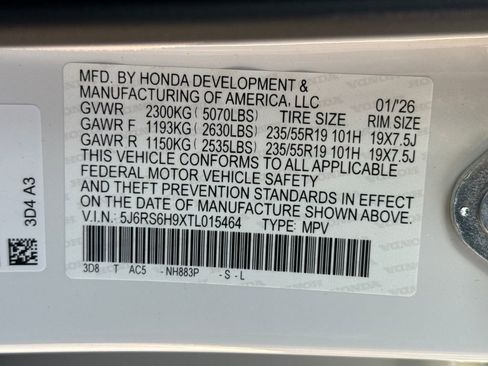 MFD. BY HONDA DEVELOPMENT &
MANUFACTURING OF AMERICA, LLC 01/'26
GVWR 2300KG ( 5070LBS) TIRE SIZE RIM SIZE
GAWR F 1193KG ( 2630LBS) 235/55R19 101H 19X7.5J
GAWR R 1150KG ( 2535LBS) 235/55R19 101H 19X7.5J
THIS VEHICLE CONFORMS TO ALL APPLICABLE
FEDERAL MOTOR VEHICLE SAFETY
AND THEFT PREVENTION STANDARDS IN EFFECT
ON THE DATE OF MANUFACTURE SHOWN ABOVE.
V.I.N: 5J6RS6H9XTL015464 TYPE: MPV
3D8 T AC5 -NH883P -S-L
3D4 A3